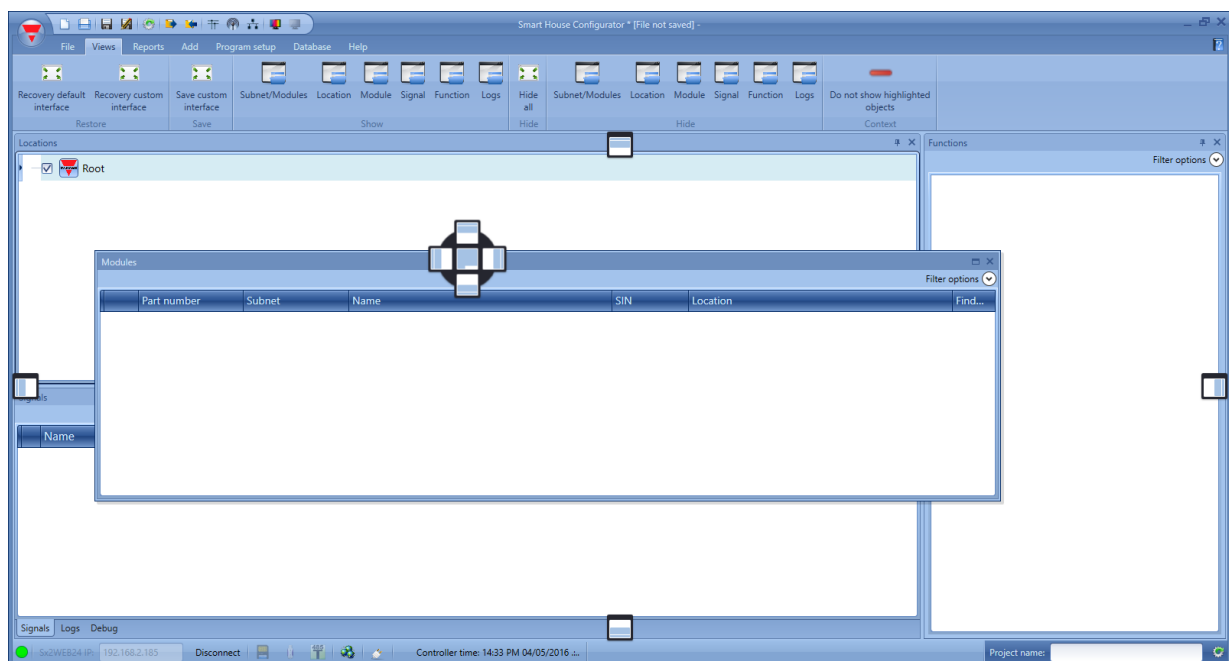 Smart House Configurator * [File not saved] -
File Views Reports Add Program setup Database Help
Recovery default interface Recovery custom interface Save custom interface Subnet/Modules Location Module Signal Function Logs Hide all Subnet/Modules Location Module Signal Function Logs Do not show highlighted objects
Restore Save Show Hide Hide Context
Locations Functions
Root Filter options
Modules
Filter options
Part number Subnet Name SIN Location Find...
Name
Signals Logs Debug
Sx2WEB24 IP: 192.168.2.185 Disconnect Controller time: 14:33 PM 04/05/2016 .:. Project name: